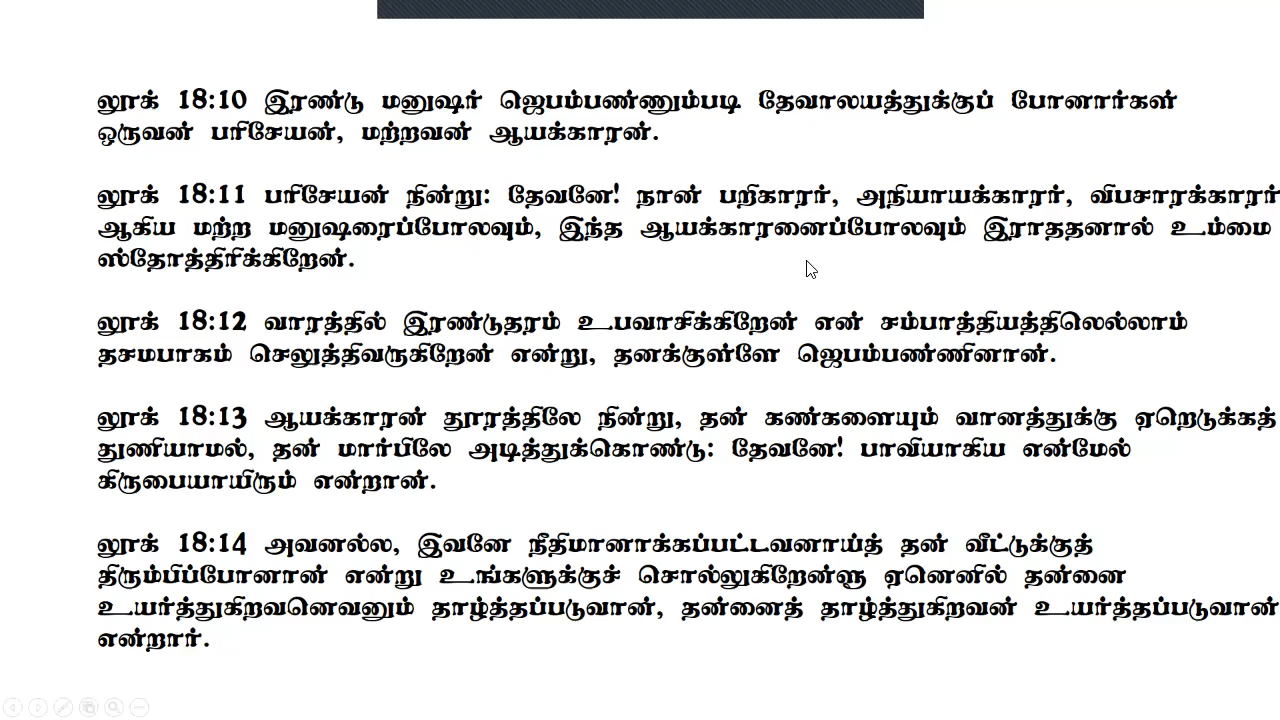 லூக் 18:10 இரண்டு மனுஷர் ஜெபம்பண்ணும்படி தேவாலயத்துக்குப் போனார்கள்
ஒருவன் பரிசேயன், மற்றவன் ஆயக்காரன்.
லூக் 18:11 பரிசேயன் நின்று: தேவனே! நான் பறிகாரர், அநியாயக்காரர், விபசாரக்காரர்
ஆகிய மற்ற மனுஷரைப்போலவும், இந்த ஆயக்காரனைப்போலவும் இராததனால் உம்மை
ஸ்தோத்திரிக்கிறேன்.
லூக் 18:12 வாரத்தில் இரண்டுதரம் உபவாசிக்கிறேன் என் சம்பாத்தியத்திலெல்லாம்
தசமபாகம் செலுத்திவருகிறேன் என்று, தனக்குள்ளே ஜெபம்பண்ணினான்.
லூக் 18:13 ஆயக்காரன் தூரத்திலே நின்று, தன் கண்களையும் வானத்துக்கு ஏறெடுக்கத்
துணியாமல், தன் மார்பிலே அடித்துக்கொண்டு: தேவனே! பாவியாகிய என்மேல்
கிருபையாயிரும் என்றான்.
லூக் 18:14 அவனல்ல, இவனே நீதிமானாக்கப்பட்டவனாய்த் தன் வீட்டுக்குத்
திரும்பிப்போனான் என்று உங்களுக்குச் சொல்லுகிறேன்ளு ஏனெனில் தன்னை
உயர்த்துகிறவனெவனும் தாழ்த்தப்படுவான், தன்னைத் தாழ்த்துகிறவன் உயர்த்தப்படுவான்
என்றார்.